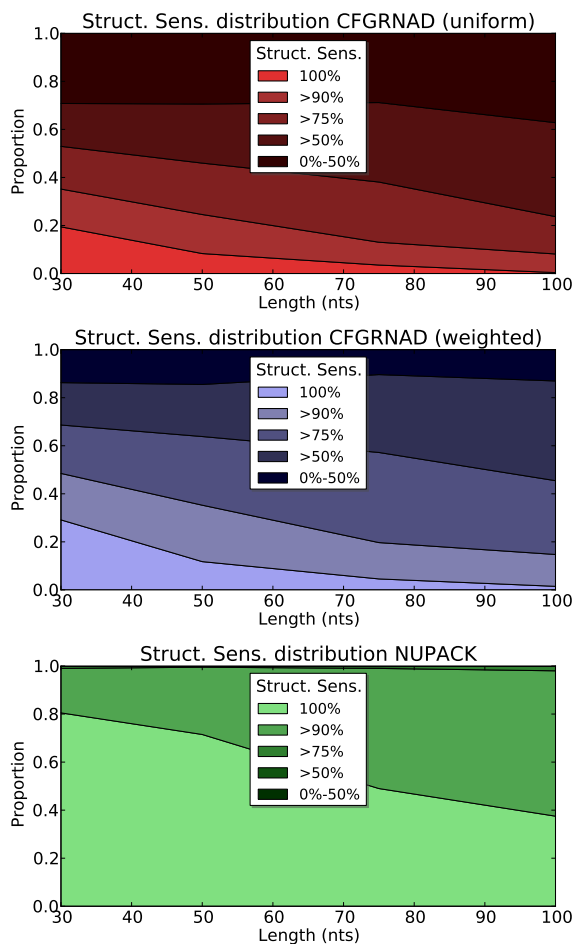 Struct. Sens. distribution CFGRNAD (uniform)
1.0
0.8
0.6
0.4
0.2
0.0
Proportion
Struct. Sens.
100%
>90%
>75%
>50%
0%-50%
30 40 50 60 70 80 90 100
Length (nts)
Struct. Sens. distribution CFGRNAD (weighted)
1.0
0.8
0.6
0.4
0.2
0.0
Proportion
Struct. Sens.
100%
>90%
>75%
>50%
0%-50%
30 40 50 60 70 80 90 100
Length (nts)
Struct. Sens. distribution NUPACK
1.0
0.8
0.6
0.4
0.2
0.0
Proportion
Struct. Sens.
100%
>90%
>75%
>50%
0%-50%
30 40 50 60 70 80 90 100
Length (nts)